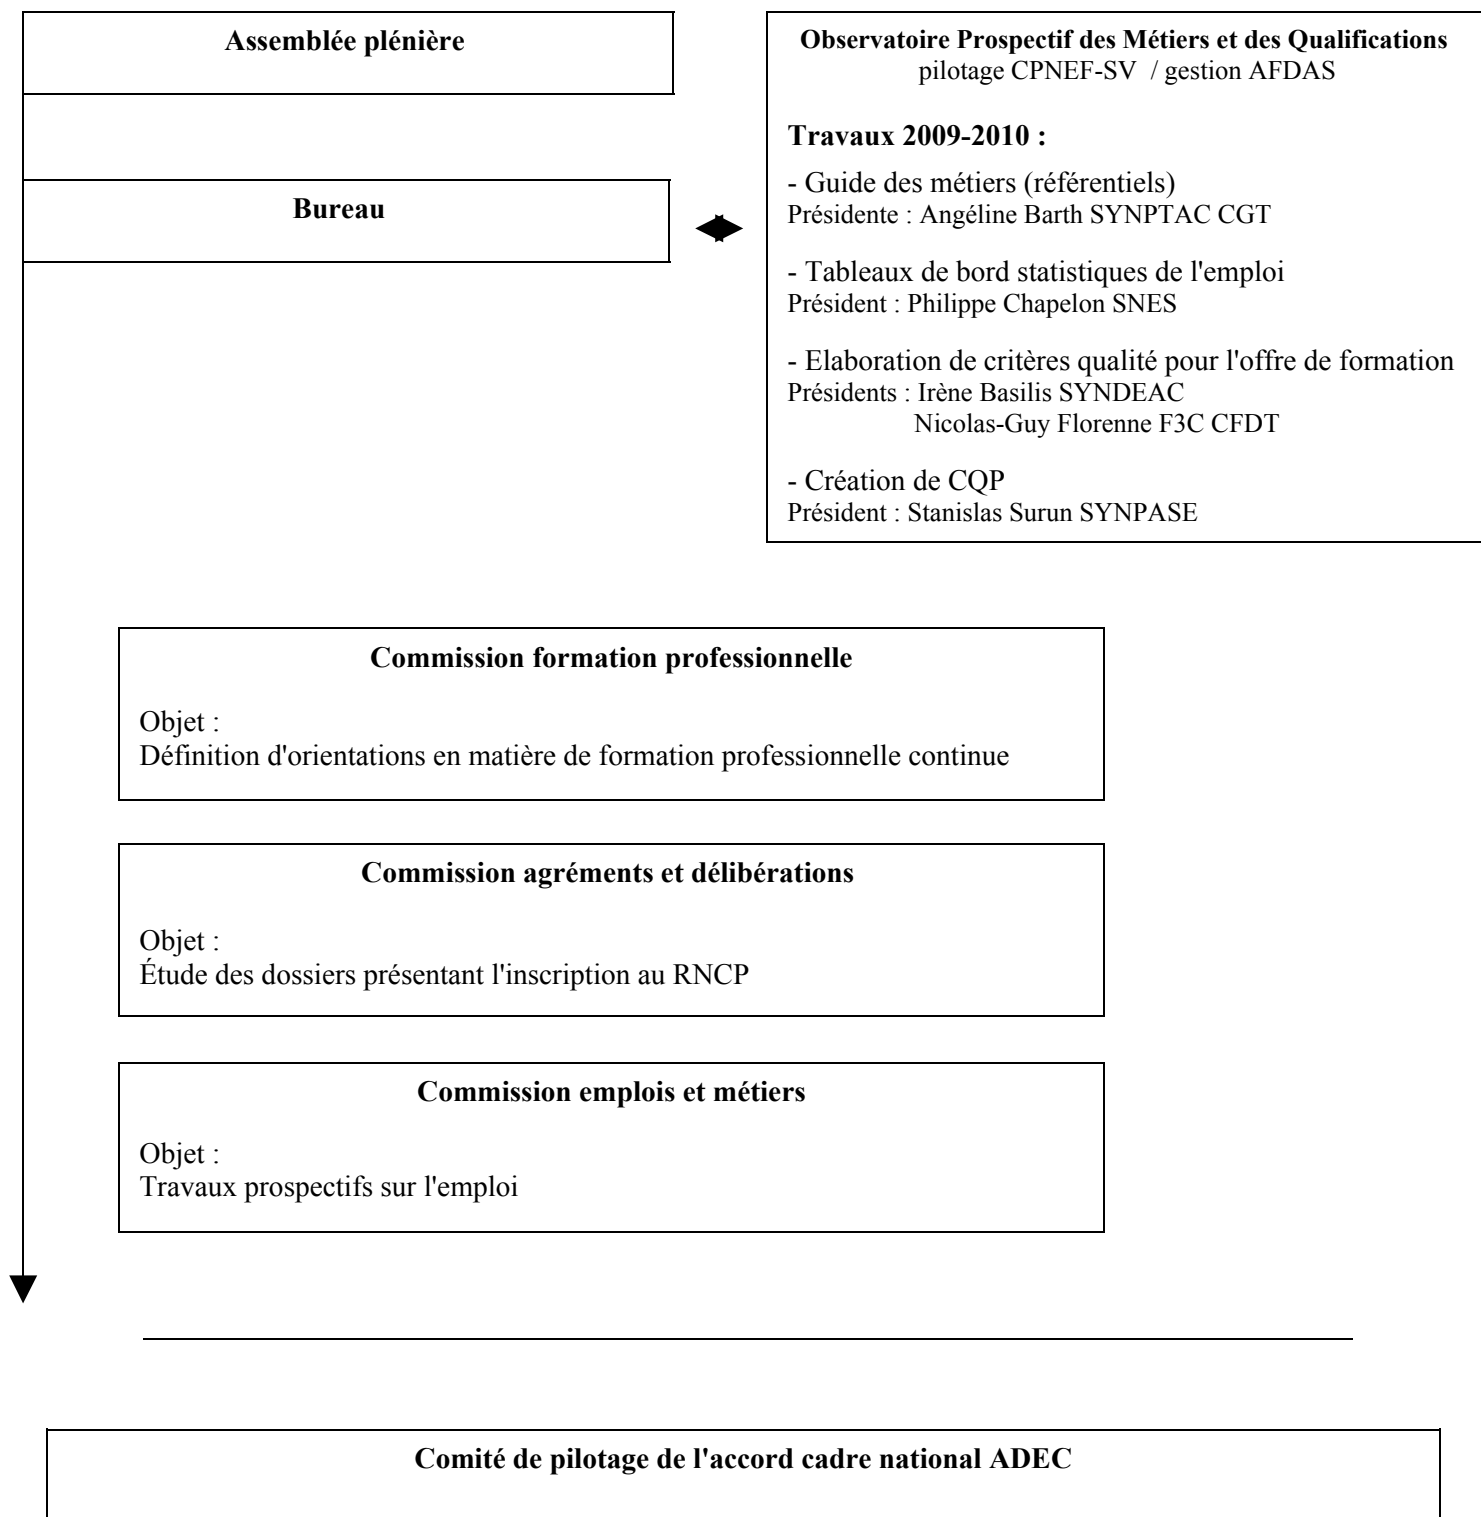 Assemblée plénière
Bureau
Observatoire Prospectif des Métiers et des Qualifications
pilotage CPNEF-SV / gestion AFDAS
Travaux 2009-2010 :
- Guide des métiers (référentiels)
Présidente : Angéline Barth SYNPTAC CGT
- Tableaux de bord statistiques de l'emploi
Président : Philippe Chapelon SNES
- Elaboration de critères qualité pour l'offre de formation
Présidents : Irène Basilis SYNDEAC
Nicolas-Guy Florenne F3C CFDT
- Création de CQP
Président : Stanislas Surun SYNPASE
Commission formation professionnelle
Objet :
Définition d'orientations en matière de formation professionnelle continue
Commission agréments et délibérations
Objet :
Étude des dossiers présentant l'inscription au RNCP
Commission emplois et métiers
Objet :
Travaux prospectifs sur l'emploi
Comité de pilotage de l'accord cadre national ADEC